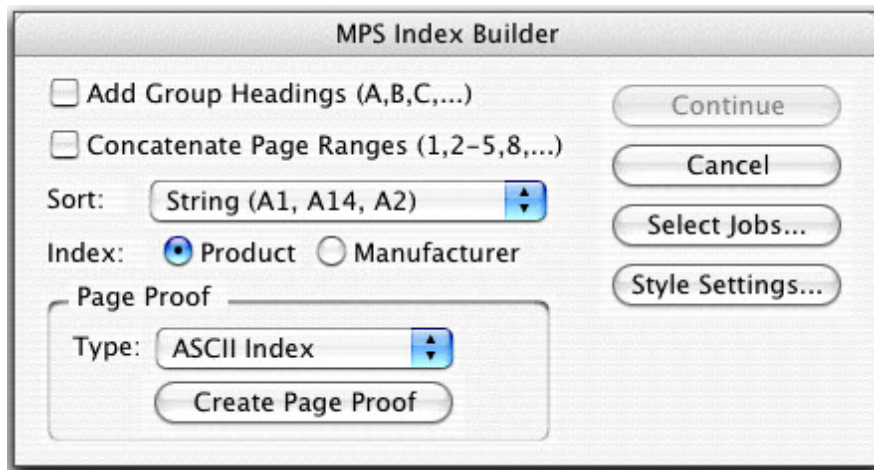 MPS Index Builder
Add Group Headings (A,B,C,...)
Concatenate Page Ranges (1,2-5,8,...)
Sort: String (A1, A14, A2)
Index: Product Manufacturer
Page Proof
Type: ASCII Index
Create Page Proof
Continue
Cancel
Select Jobs...
Style Settings...